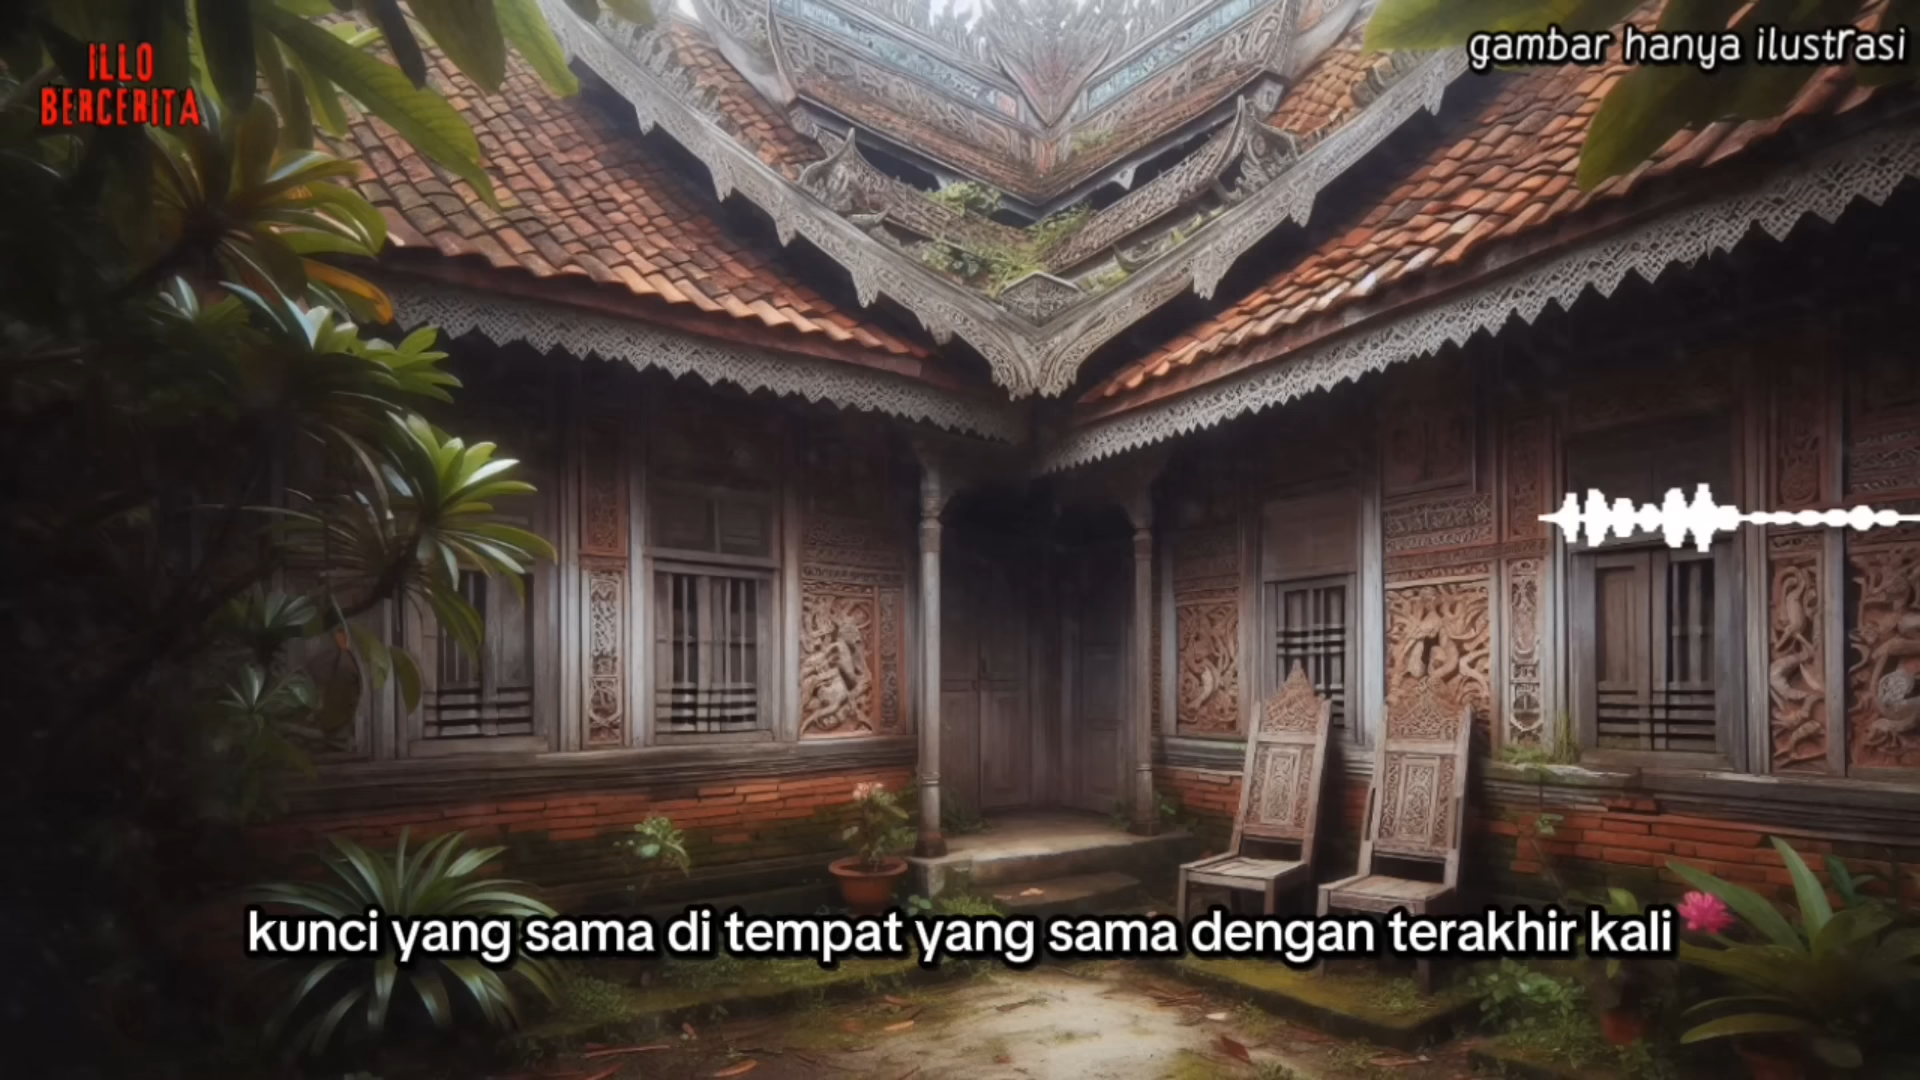 ILLO
BERCERITA
gambar hanya ilustrasi
kunci yang sama di tempat yang sama dengan terakhir kali